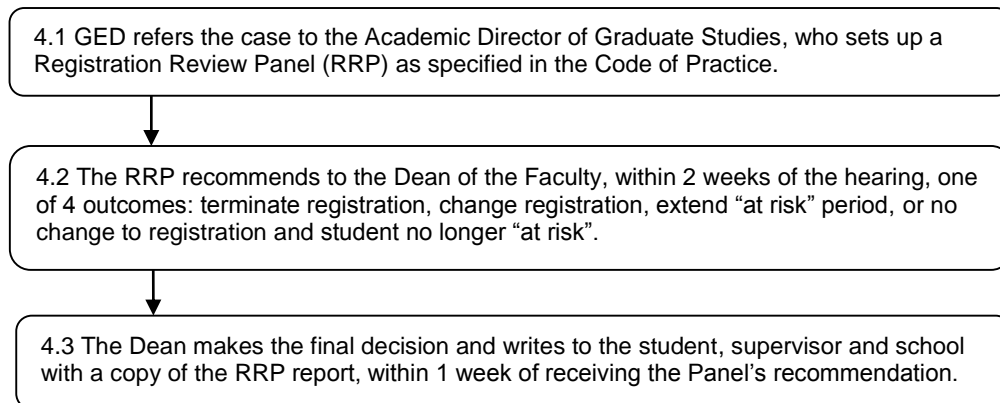 4.1 GED refers the case to the Academic Director of Graduate Studies, who sets up a
Registration Review Panel (RRP) as specified in the Code of Practice.
4.2 The RRP recommends to the Dean of the Faculty, within 2 weeks of the hearing, one
of 4 outcomes: terminate registration, change registration, extend “at risk” period, or no
change to registration and student no longer “at risk”.
4.3 The Dean makes the final decision and writes to the student, supervisor and school
with a copy of the RRP report, within 1 week of receiving the Panel’s recommendation.